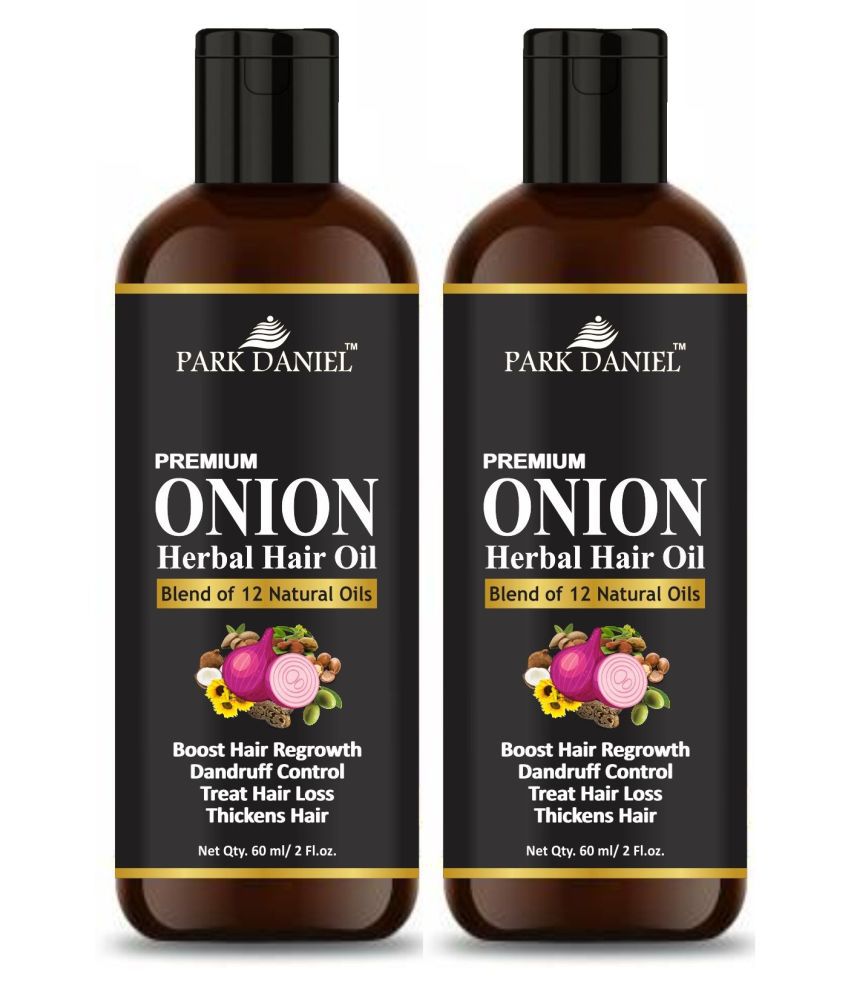 PARK DANIEL™
PREMIUM
ONION
Herbal Hair Oil
Blend of 12 Natural Oils
Boost Hair Regrowth
Dandruff Control
Treat Hair Loss
Thickens Hair
Net Qty. 60 ml/ 2 Fl.oz.
PARK DANIEL™
PREMIUM
ONION
Herbal Hair Oil
Blend of 12 Natural Oils
Boost Hair Regrowth
Dandruff Control
Treat Hair Loss
Thickens Hair
Net Qty. 60 ml/ 2 Fl.oz.